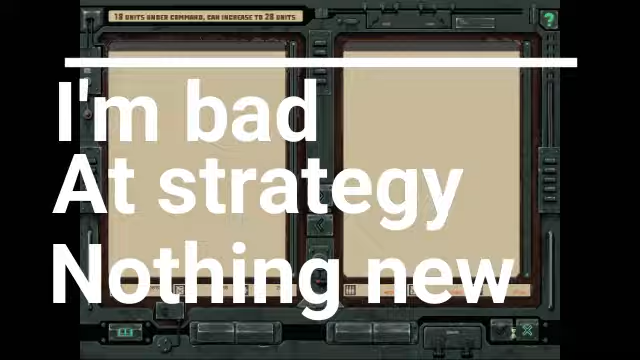 18 UNITS UNDER COMMAND, CAN INCREASE TO 28 UNITS
?
I'm bad
At strategy
Nothing new